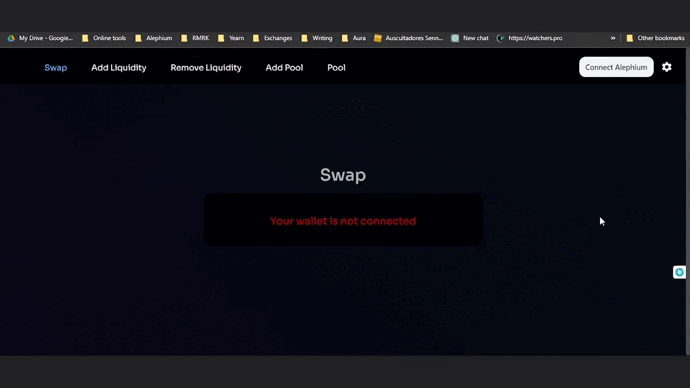 My Drive - Google... Online tools Alephium RMRK Yearn Exchanges Writing Aura Auscultadores Senn... New chat https://watchers.pro » Other bookmarks
Swap Add Liquidity Remove Liquidity Add Pool Pool Connect Alephium
Swap
Your wallet is not connected